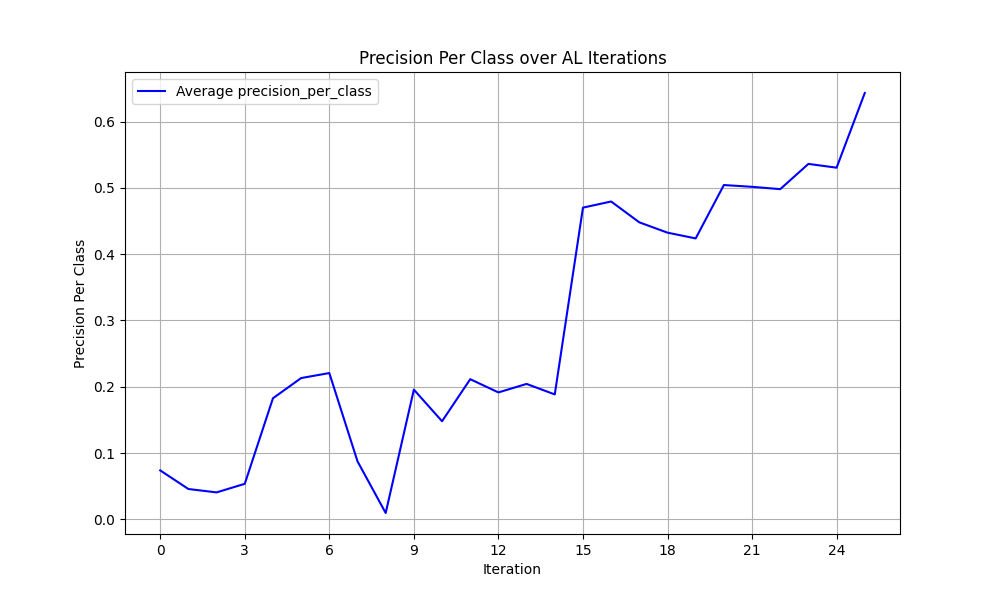 Precision Per Class over AL Iterations
Average precision_per_class
Precision Per Class
0.6
0.5
0.4
0.3
0.2
0.1
0.0
0 3 6 9 12 15 18 21 24
Iteration